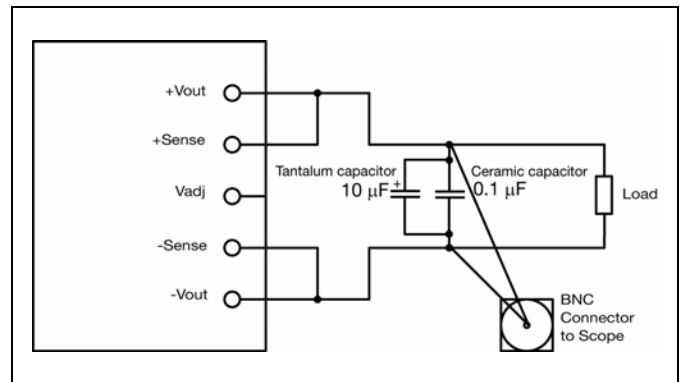 +Vout
+Sense
Vadj
-Sense
-Vout
Tantalum capacitor
10 µF
+
Ceramic capacitor
0.1 µF
Load
BNC
Connector
to Scope